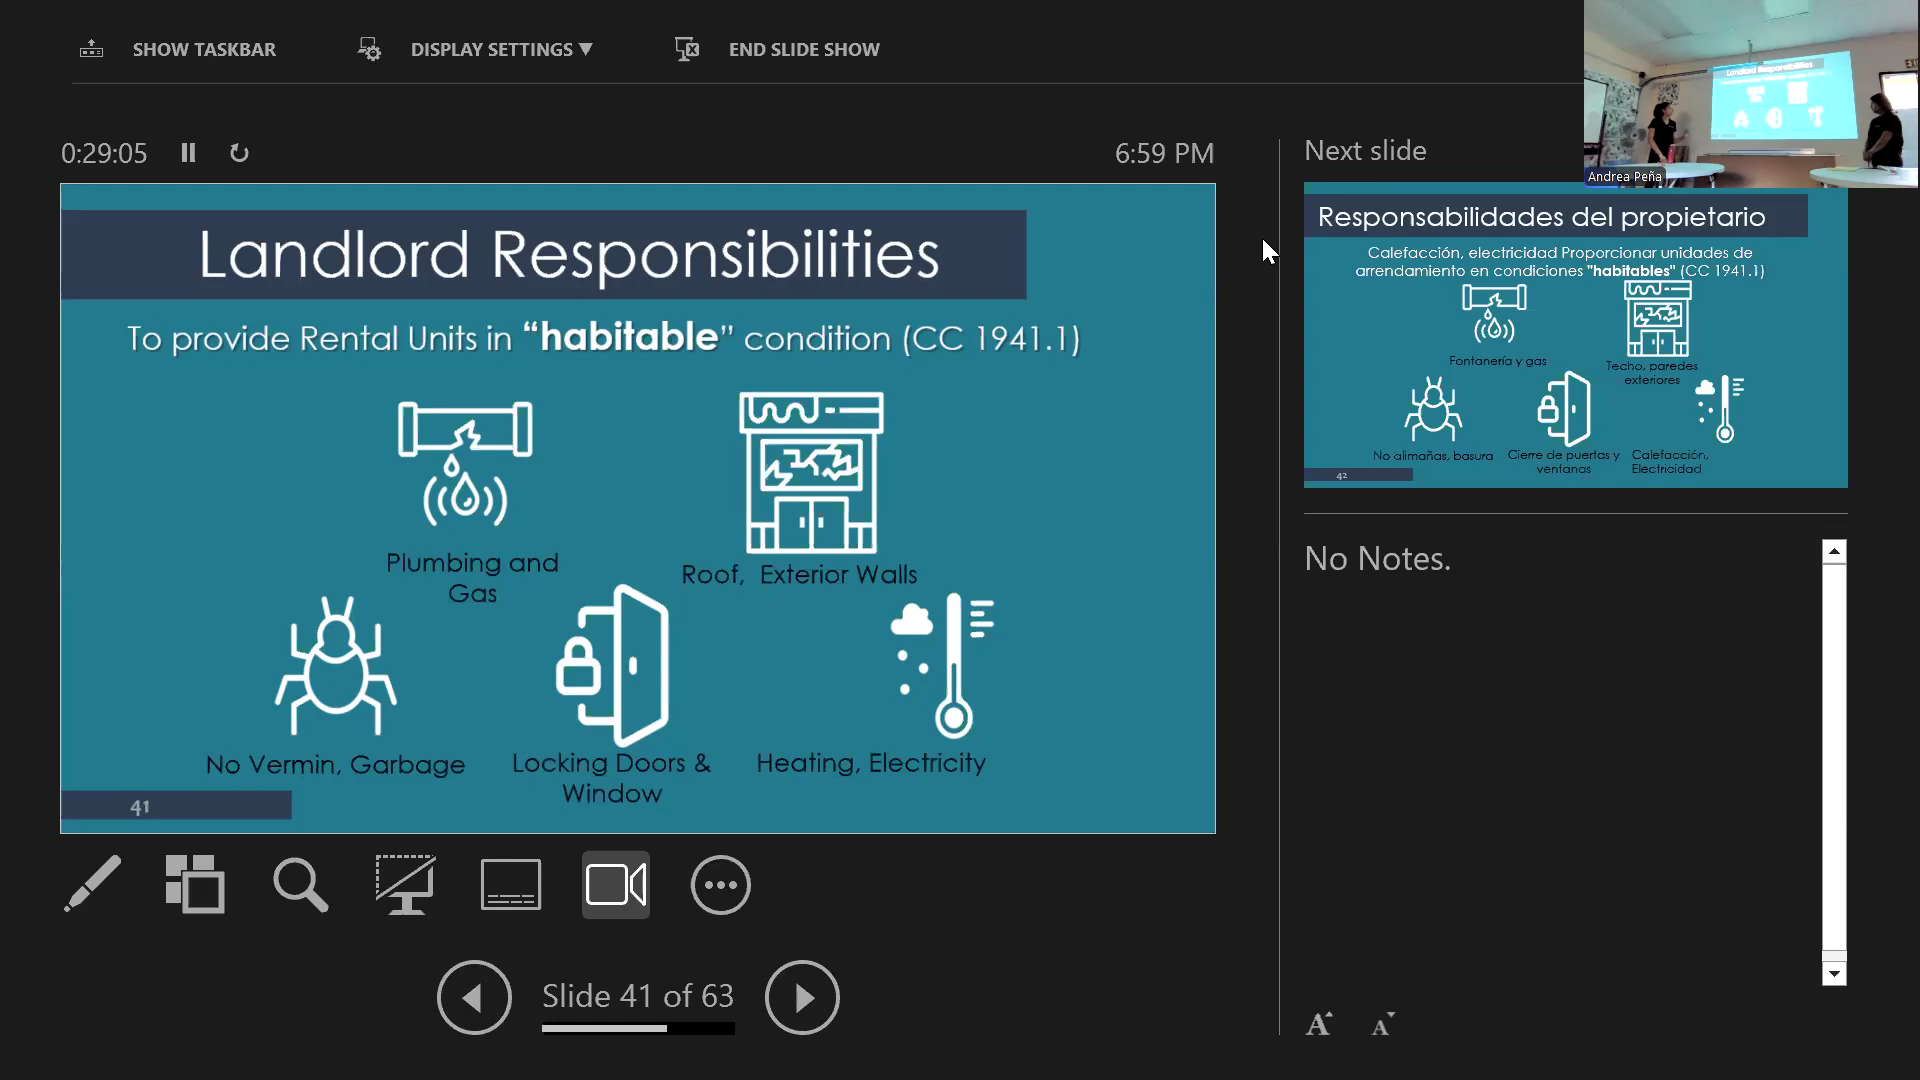 SHOW TASKBAR
DISPLAY SETTINGS ▼
END SLIDE SHOW
0:29:05
6:59 PM
Landlord Responsibilities
To provide Rental Units in “habitable” condition (CC 1941.1)
Plumbing and
Gas
Roof, Exterior Walls
No Vermin, Garbage
Locking Doors &
Window
Heating, Electricity
41
Slide 41 of 63
Next slide
Landlord Responsibilities
Andrea Peña
Responsabilidades del propietario
Calefacción, electricidad Proporcionar unidades de
arrendamiento en condiciones "habitables" (CC 1941.1)
Fontanería y gas
Techo, paredes
exteriores
No alimañas, basura
Cierre de puertas y
ventanas
Calefacción,
Electricidad
42
No Notes.
A A